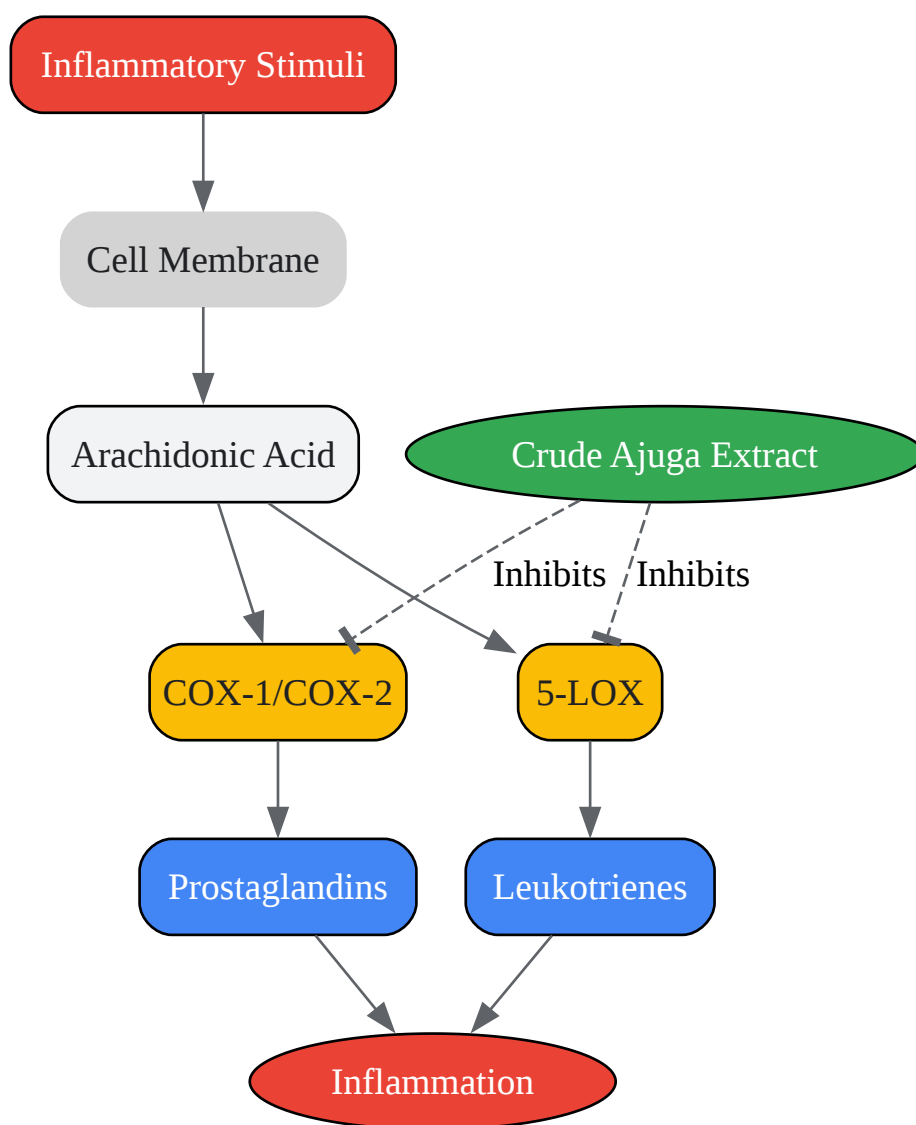 Inflammatory Stimuli
Cell Membrane
Arachidonic Acid
Crude Ajuga Extract
Inhibits
Inhibits
COX-1/COX-2
5-LOX
Prostaglandins
Leukotrienes
Inflammation